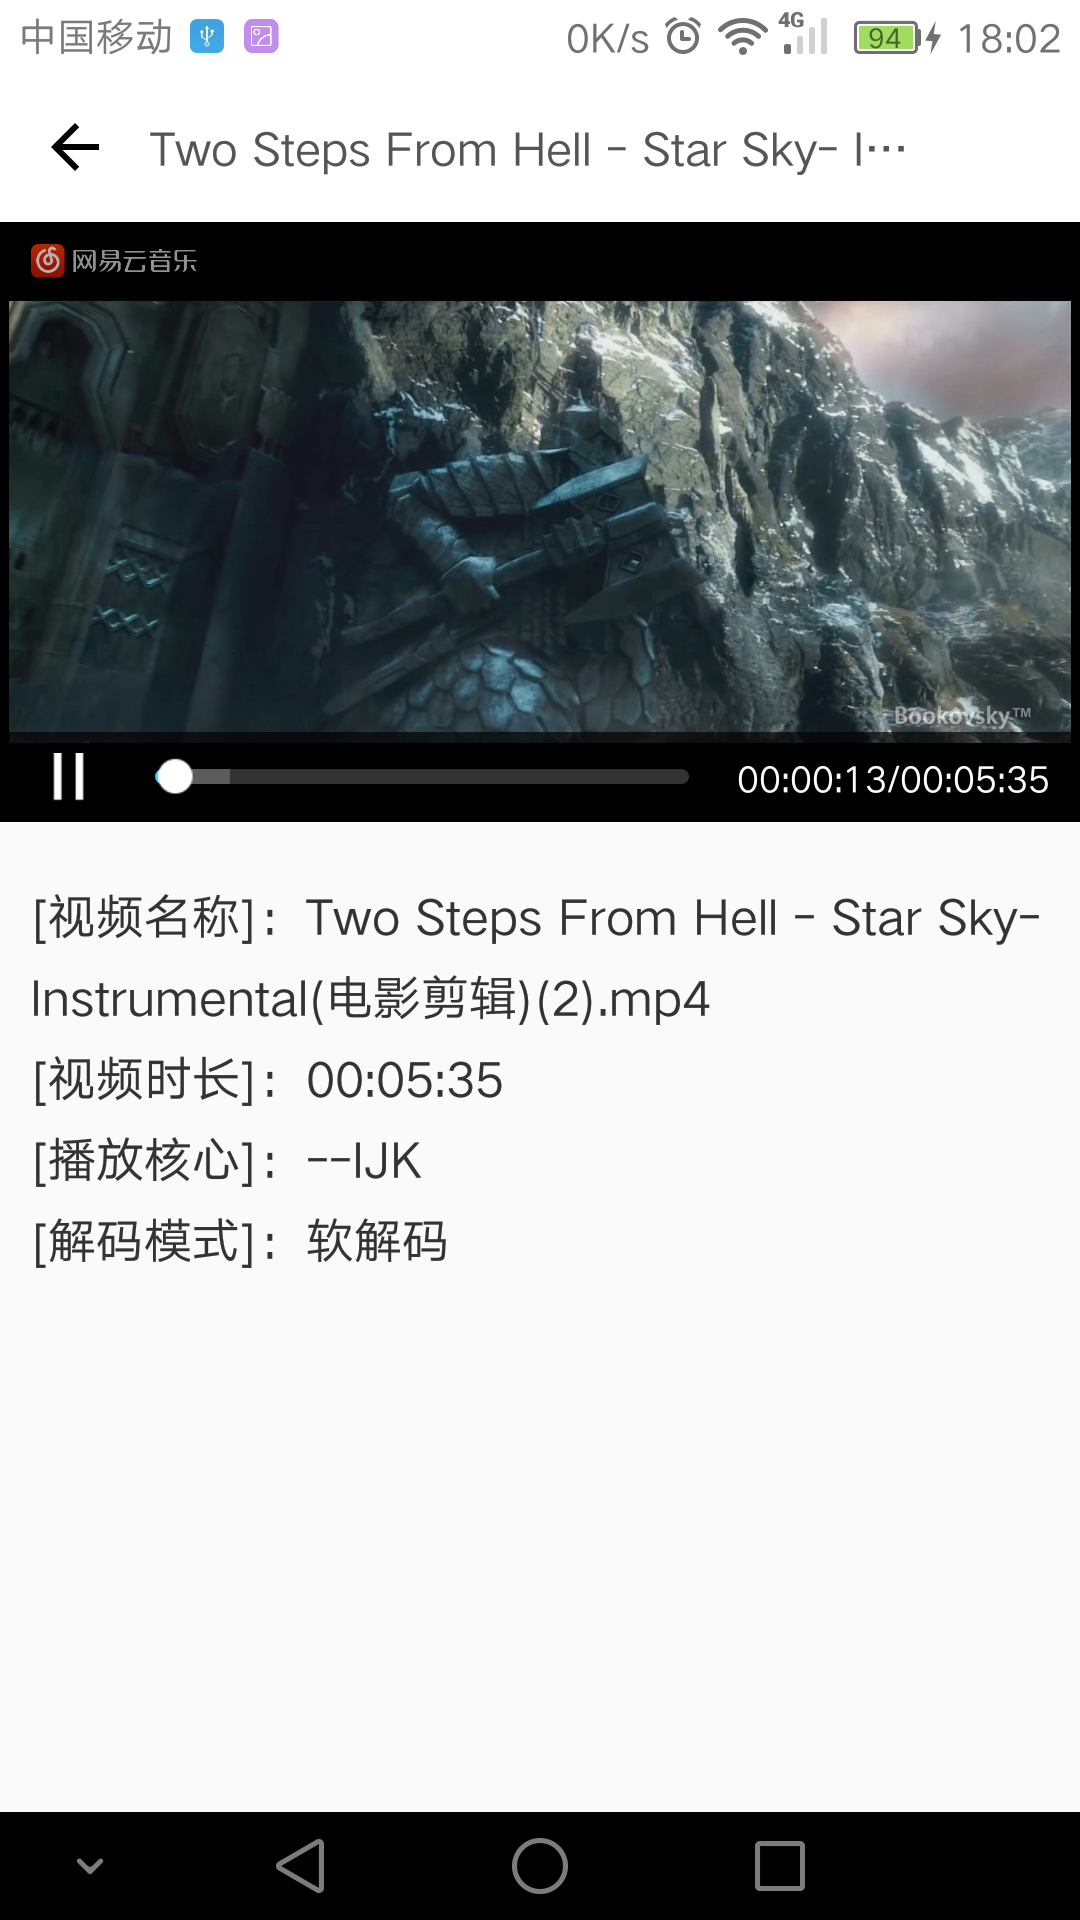 中国移动 0K/s 4G 94 18:02
Two Steps From Hell - Star Sky- I···
网易云音乐
Bookovsky™
00:00:13/00:05:35
[视频名称]：Two Steps From Hell - Star Sky-
Instrumental(电影剪辑)(2).mp4
[视频时长]：00:05:35
[播放核心]：--IJK
[解码模式]：软解码